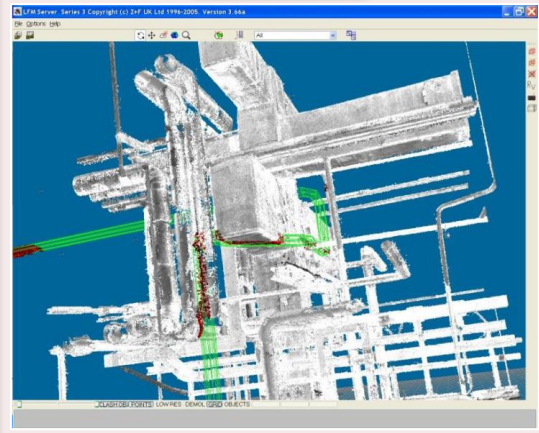 LFM Server Series 3 Copyright (c) Z+F UK Ltd 1996-2005. Version 3.66a
File Options Help
All
CLASH OBJ. POINTS LOW RES DEMOL GRID OBJECTS